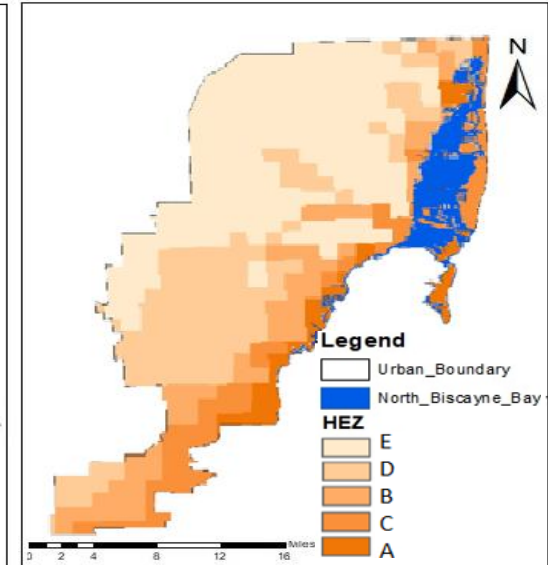 N
Legend
Urban_Boundary
North_Biscayne_Bay
HEZ
E
D
B
C
A
Miles
0 2 4 8 12 16